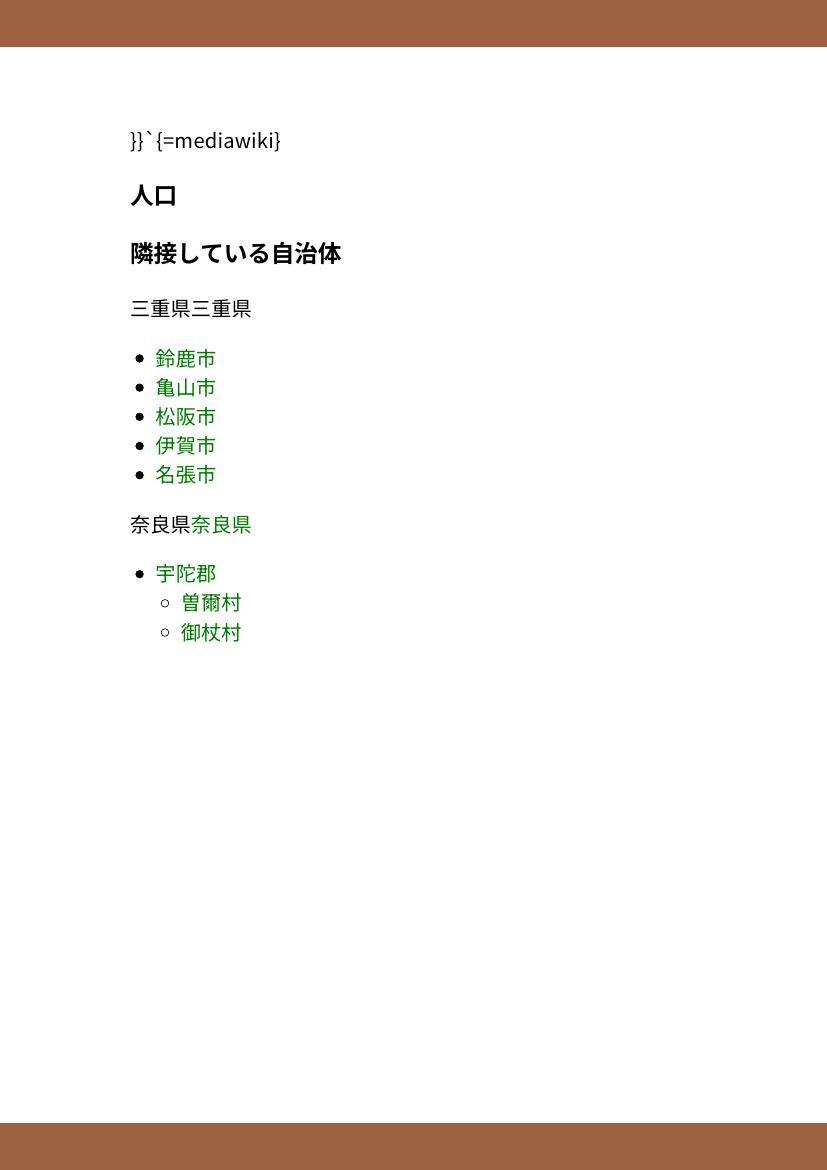 }}`{=mediawiki}
人口
隣接している自治体
三重県三重県
鈴鹿市
亀山市
松阪市
伊賀市
名張市
奈良県奈良県
宇陀郡
曽爾村
御杖村